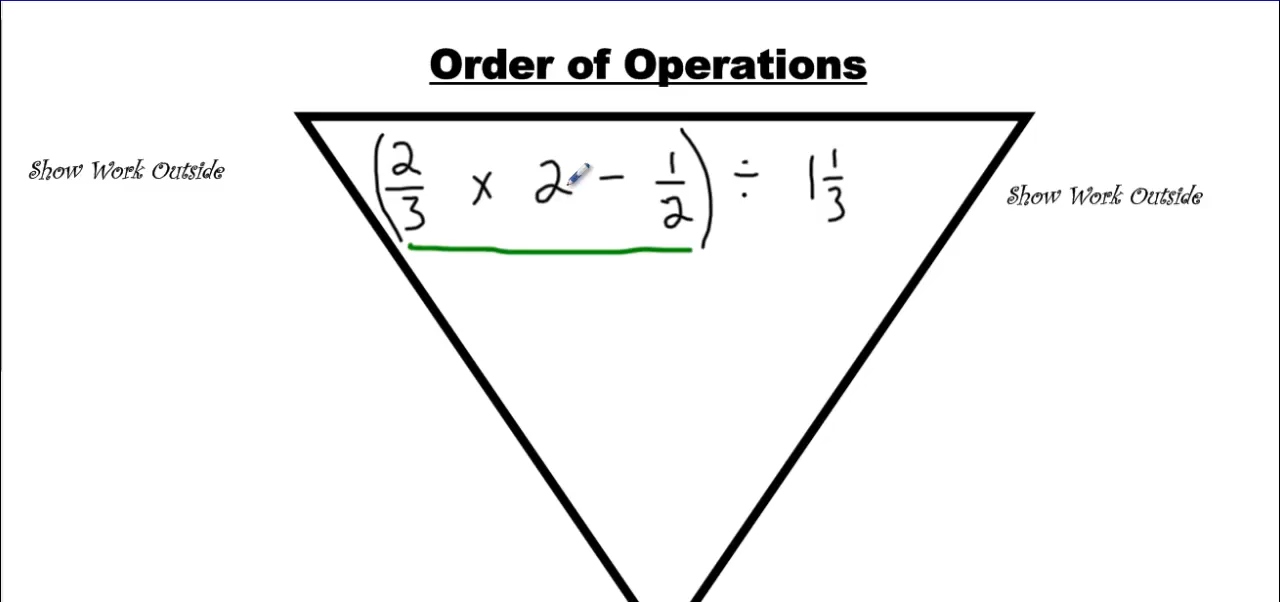 Order of Operations
Show Work Outside
(2/3 x 2 - 1/2) ÷ 1 1/3
Show Work Outside